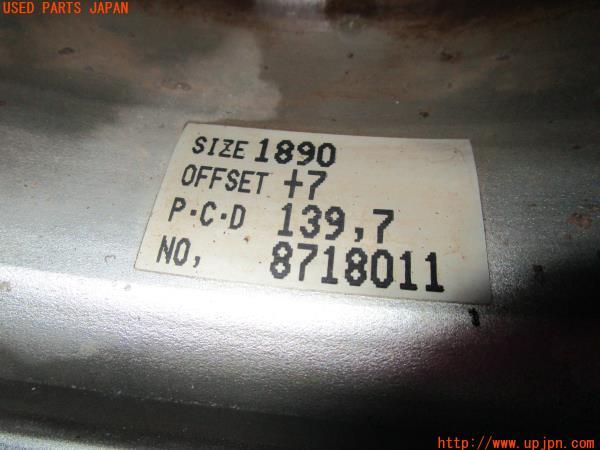 USED PARTS JAPAN
SIZE 1890
OFFSET +7
P·C·D 139,7
NO, 8718011
http://www.upjpn.com/